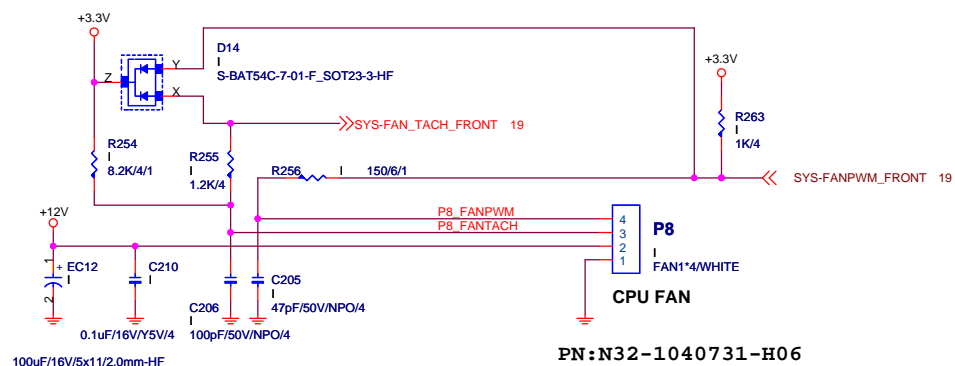 +3.3V
D14
I
S-BAT54C-7-01-F_SOT23-3-HF
Y
Z
X
+3.3V
R263
I
1K/4
SYS-FAN_TACH_FRONT 19
R254
I
8.2K/4/1
R255
I
1.2K/4
R256
I
150/6/1
SYS-FANPWM_FRONT 19
+12V
P8_FANPWM
P8_FANTACH
4
3
2
1
P8
I
FAN1*4/WHITE
CPU FAN
1
+
2
EC12
I
C210
I
C205
I
47pF/50V/NPO/4
C206
I
100pF/50V/NPO/4
0.1uF/16V/Y5V/4
100uF/16V/5x11/2.0mm-HF
PN:N32-1040731-H06